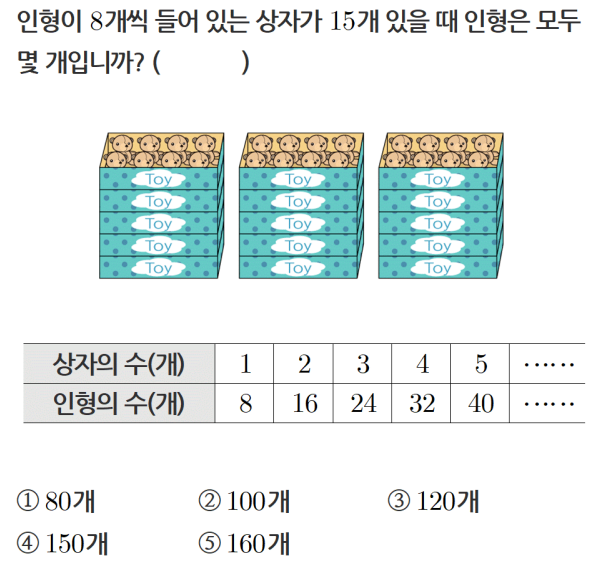 인형이 8개씩 들어 있는 상자가 15개 있을 때 인형은 모두
몇 개입니까? (          )
Toy Toy Toy
Toy Toy Toy
Toy Toy Toy
Toy Toy Toy
Toy Toy Toy
상자의 수(개) 1 2 3 4 5 ……
인형의 수(개) 8 16 24 32 40 ……
① 80개 ② 100개 ③ 120개
④ 150개 ⑤ 160개